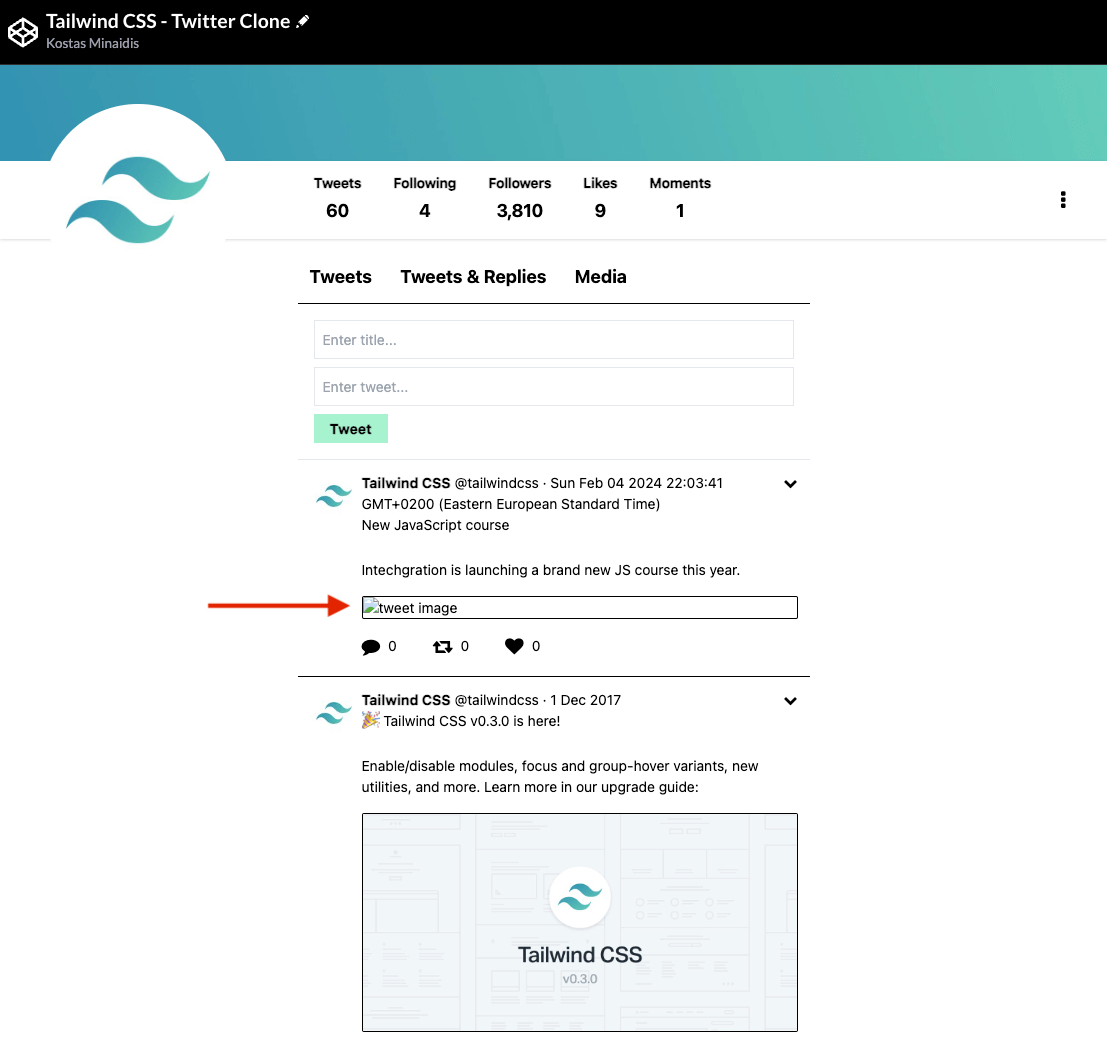 Tailwind CSS - Twitter Clone
Kostas Minaidis
Tweets Following Followers Likes Moments
60 4 3,810 9 1
Tweets Tweets & Replies Media
Enter title...
Enter tweet...
Tweet
Tailwind CSS @tailwindcss · Sun Feb 04 2024 22:03:41
GMT+0200 (Eastern European Standard Time)
New JavaScript course
Intechgration is launching a brand new JS course this year.
tweet image
0 0 0
Tailwind CSS @tailwindcss · 1 Dec 2017
🎉 Tailwind CSS v0.3.0 is here!
Enable/disable modules, focus and group-hover variants, new
utilities, and more. Learn more in our upgrade guide:
Tailwind CSS
v0.3.0